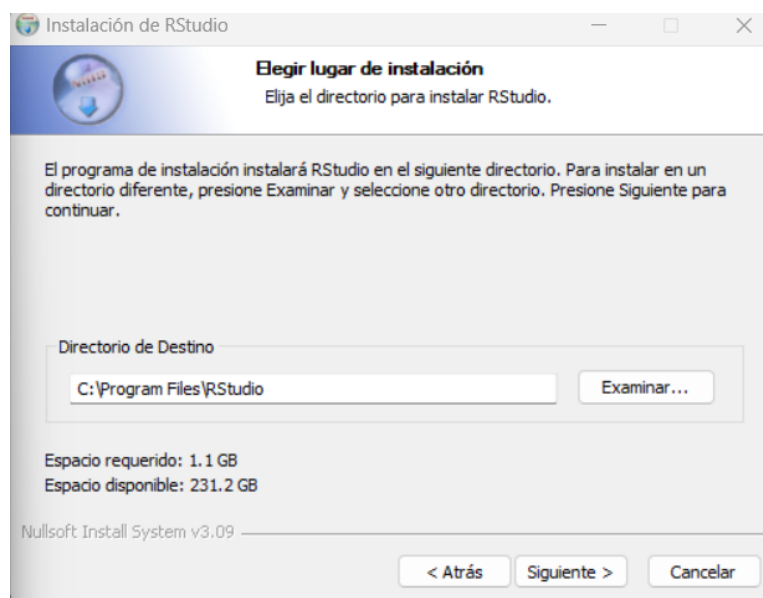 Instalación de RStudio
Elegir lugar de instalación
Elija el directorio para instalar RStudio.
El programa de instalación instalará RStudio en el siguiente directorio. Para instalar en un
directorio diferente, presione Examinar y seleccione otro directorio. Presione Siguiente para
continuar.
Directorio de Destino
C:\Program Files\RStudio
Examinar...
Espacio requerido: 1.1 GB
Espacio disponible: 231.2 GB
Nullsoft Install System v3.09
< Atrás
Siguiente >
Cancelar